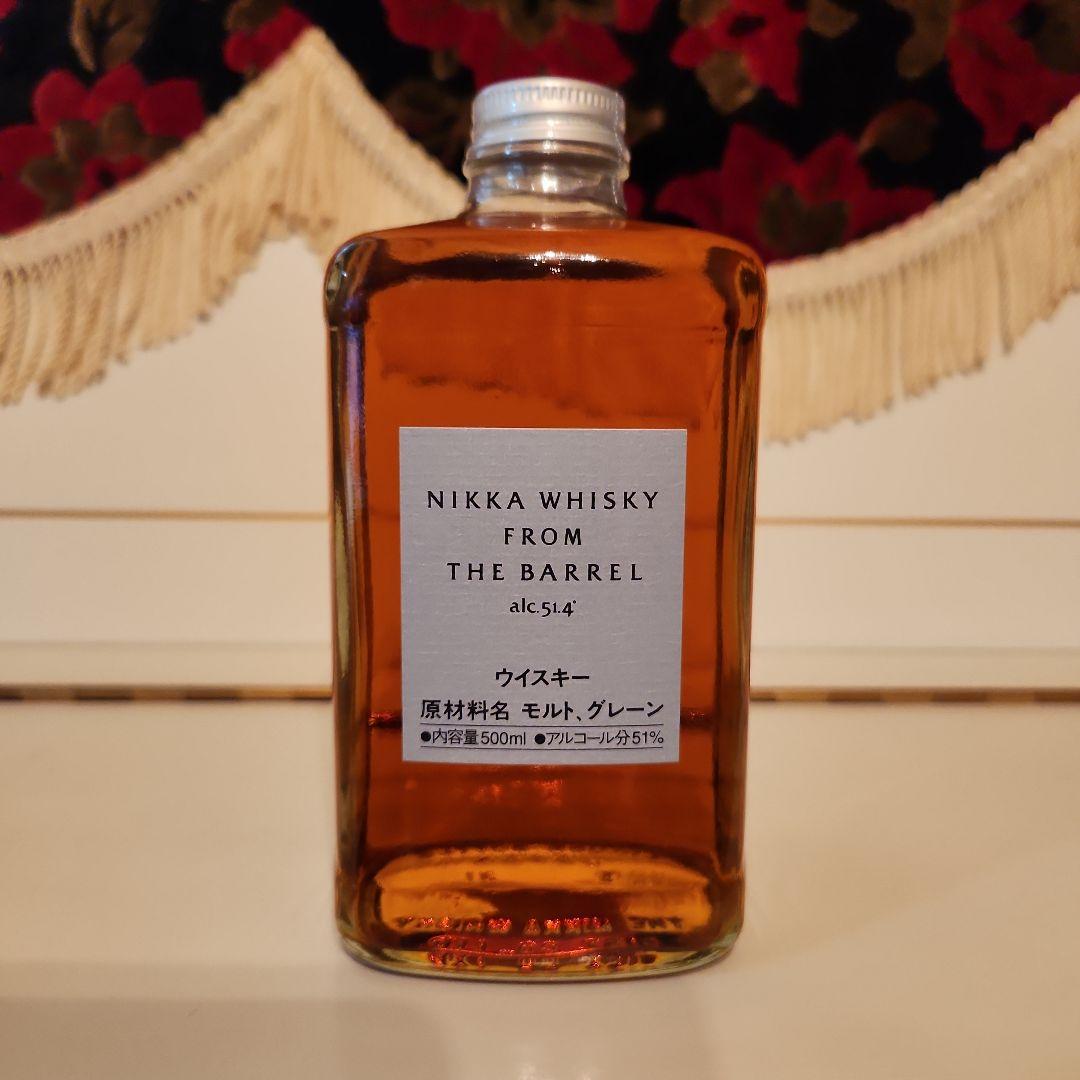 NIKKA WHISKY
FROM
THE BARREL
alc.51.4°
ウイスキー
原材料名 モルト、グレーン
●内容量500ml ●アルコール分51%